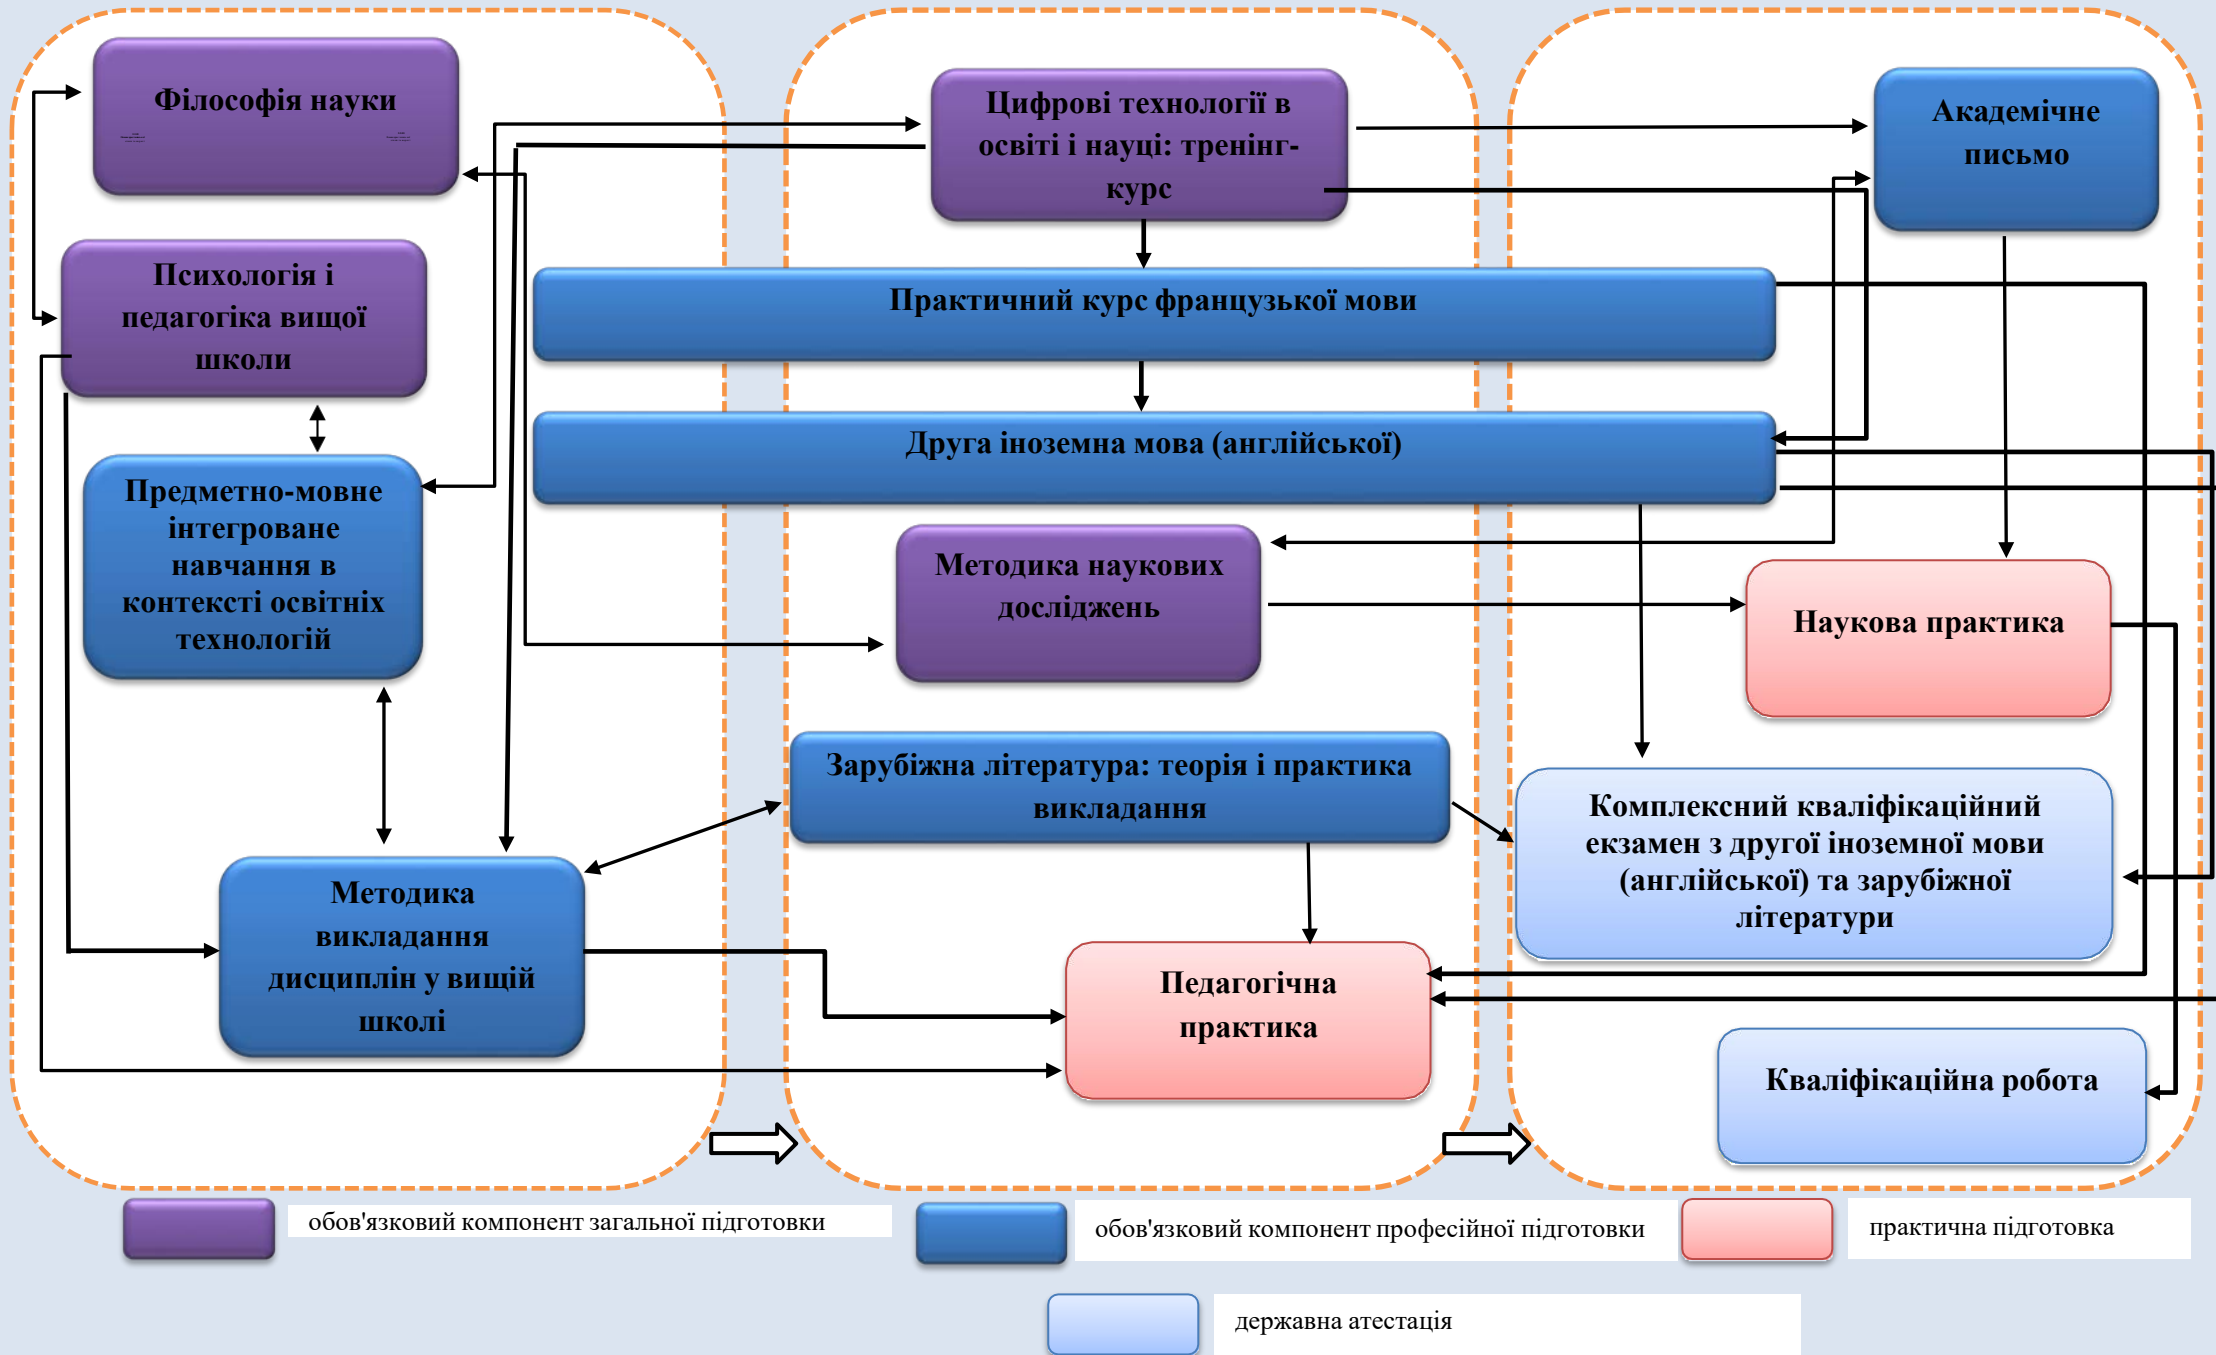 Філософія науки
Психологія і
педагогіка вищої
школи
Предметно-мовне
інтегроване
навчання в
контексті освітніх
технологій
Методика
викладання
дисциплін у вищій
школі
Цифрові технології в
освіті і науці: тренінг-
курс
Практичний курс французької мови
Друга іноземна мова (англійської)
Методика наукових
досліджень
Зарубіжна література: теорія і практика
викладання
Педагогічна
практика
Академічне
письмо
Наукова практика
Комплексний кваліфікаційний
екзамен з другої іноземної мови
(англійської) та зарубіжної
літератури
Кваліфікаційна робота
обов'язковий компонент загальної підготовки
обов'язковий компонент професійної підготовки
практична підготовка
державна атестація